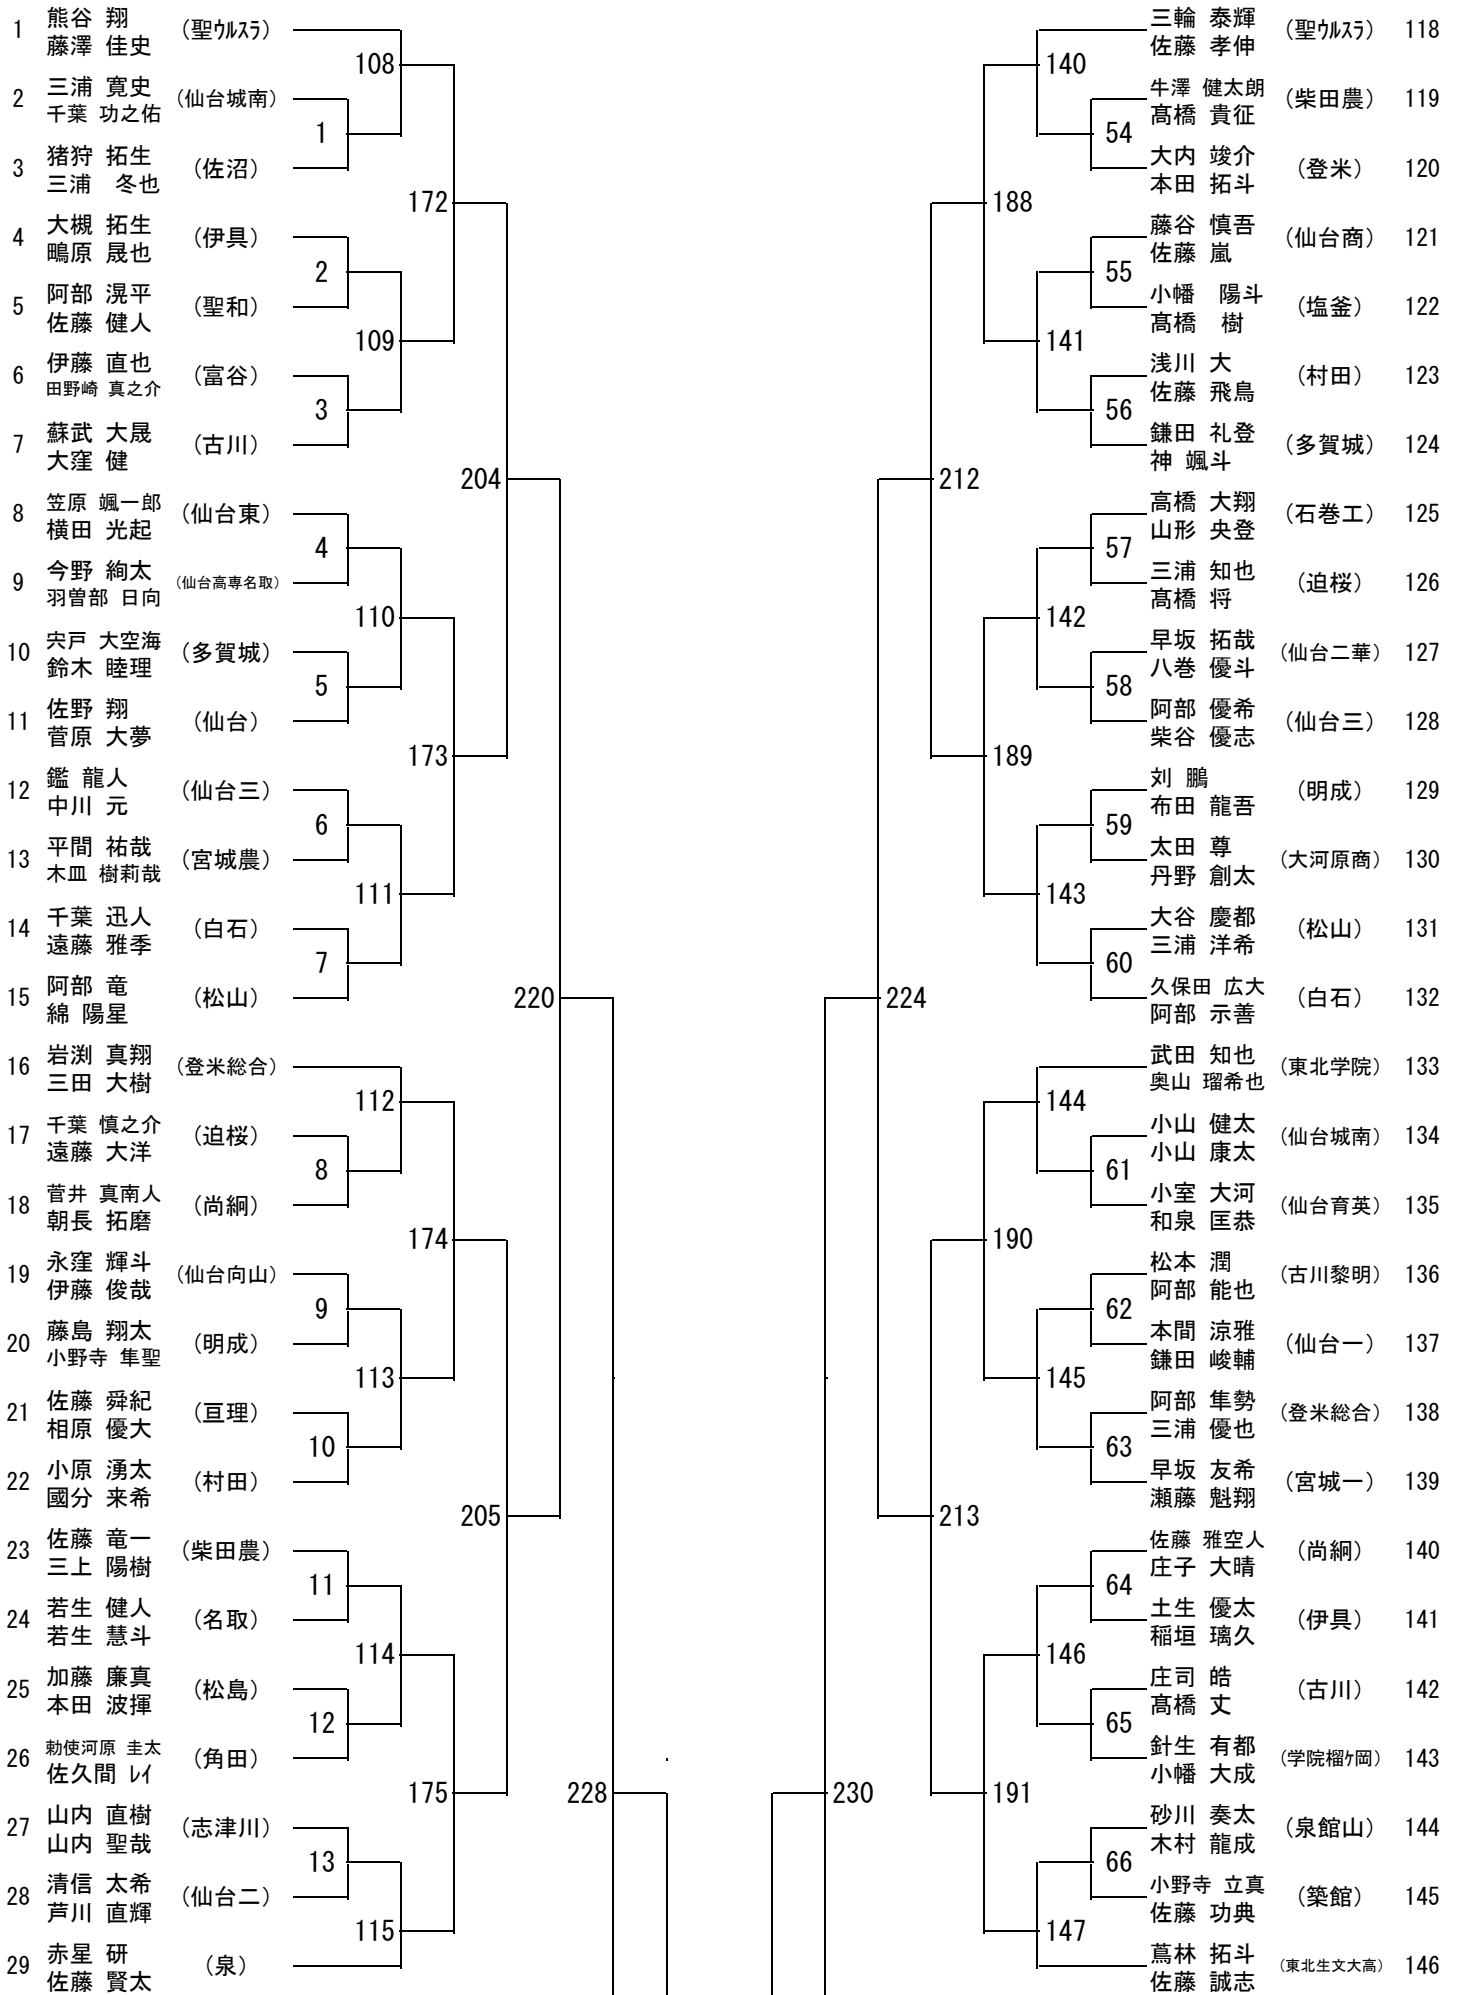 1 熊谷 翔 (聖ウルスラ)
藤澤 佳史
108
2 三浦 寛史 (仙台城南)
千葉 功之佑
1
3 猪狩 拓生 (佐沼)
三浦 冬也
172
4 大槻 拓生 (伊具)
鴫原 晟也
2
5 阿部 滉平 (聖和)
佐藤 健人
109
6 伊藤 直也 (富谷)
田野崎 真之介
3
7 蘇武 大晟 (古川)
大窪 健
204
8 笠原 颯一郎 (仙台東)
横田 光起
4
9 今野 絢太 (仙台高専名取)
羽曽部 日向
110
10 宍戸 大空海 (多賀城)
鈴木 睦理
5
11 佐野 翔 (仙台)
菅原 大夢
173
12 鑑 龍人 (仙台三)
中川 元
6
13 平間 祐哉 (宮城農)
木皿 樹莉哉
111
14 千葉 迅人 (白石)
遠藤 雅季
7
15 阿部 竜 (松山)
綿 陽星
220
16 岩渕 真翔 (登米総合)
三田 大樹
112
17 千葉 慎之介 (迫桜)
遠藤 大洋
8
18 菅井 真南人 (尚絅)
朝長 拓磨
174
19 永窪 輝斗 (仙台向山)
伊藤 俊哉
9
20 藤島 翔太 (明成)
小野寺 隼聖
113
21 佐藤 舜紀 (亘理)
相原 優大
10
22 小原 湧太 (村田)
國分 来希
205
23 佐藤 竜一 (柴田農)
三上 陽樹
11
24 若生 健人 (名取)
若生 慧斗
114
25 加藤 廉真 (松島)
本田 波揮
12
26 勅使河原 圭太 (角田)
佐久間 レイ
175
228
27 山内 直樹 (志津川)
山内 聖哉
13
28 清信 太希 (仙台二)
芦川 直輝
115
29 赤星 研 (泉)
佐藤 賢太
三輪 泰輝 (聖ウルスラ) 118
佐藤 孝伸
140
牛澤 健太朗 (柴田農) 119
髙橋 貴征
54
大内 竣介 (登米) 120
本田 拓斗
188
藤谷 慎吾 (仙台商) 121
佐藤 嵐
55
小幡 陽斗 (塩釜) 122
髙橋 樹
141
浅川 大 (村田) 123
佐藤 飛鳥
56
鎌田 礼登 (多賀城) 124
神 颯斗
212
高橋 大翔 (石巻工) 125
山形 央登
57
三浦 知也 (迫桜) 126
髙橋 将
142
早坂 拓哉 (仙台二華) 127
八巻 優斗
58
阿部 優希 (仙台三) 128
柴谷 優志
189
刘 鵬 (明成) 129
布田 龍吾
59
太田 尊 (大河原商) 130
丹野 創太
143
大谷 慶都 (松山) 131
三浦 洋希
60
久保田 広大 (白石) 132
阿部 示善
224
武田 知也 (東北学院) 133
奥山 瑠希也
144
小山 健太 (仙台城南) 134
小山 康太
61
小室 大河 (仙台育英) 135
和泉 匡恭
190
松本 潤 (古川黎明) 136
阿部 能也
62
本間 涼雅 (仙台一) 137
鎌田 峻輔
145
阿部 隼勢 (登米総合) 138
三浦 優也
63
早坂 友希 (宮城一) 139
瀬藤 魁翔
213
佐藤 雅空人 (尚絅) 140
庄子 大晴
64
土生 優太 (伊具) 141
稲垣 璃久
146
庄司 皓 (古川) 142
髙橋 丈
65
針生 有都 (学院榴ケ岡) 143
小幡 大成
230
191
砂川 奏太 (泉館山) 144
木村 龍成
66
小野寺 立真 (築館) 145
佐藤 功典
147
蔦林 拓斗 (東北生文大高) 146
佐藤 誠志